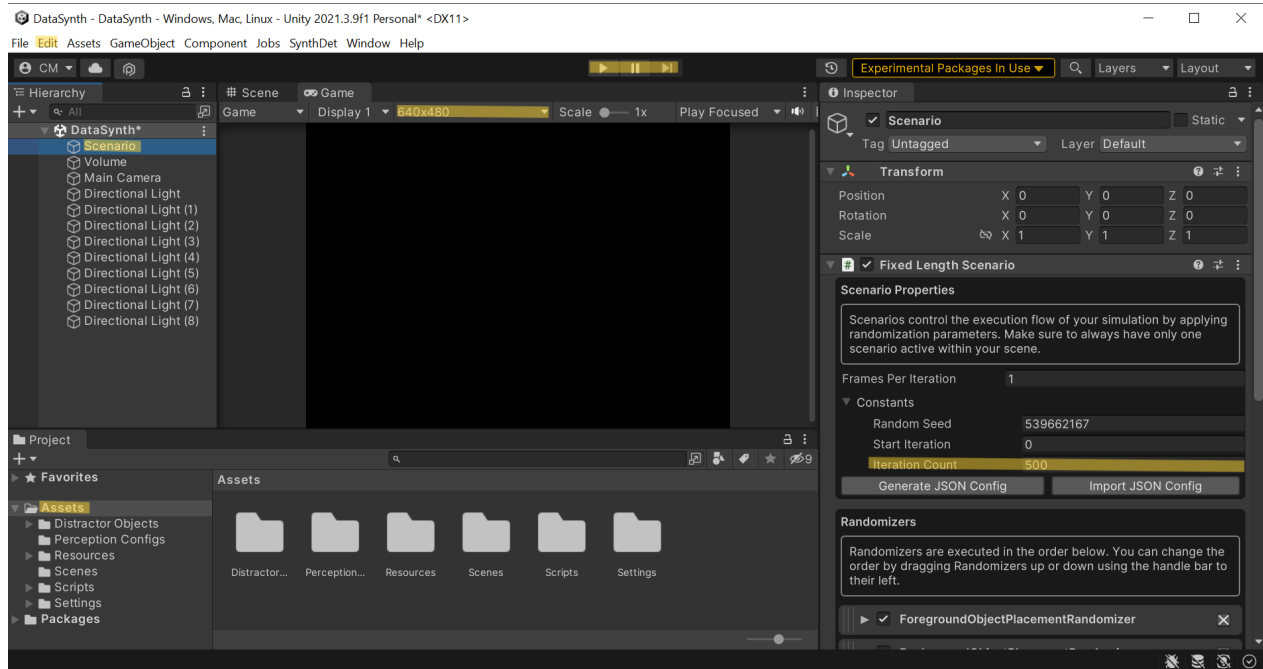 DataSynth - DataSynth - Windows, Mac, Linux - Unity 2021.3.9f1 Personal* <DX11>
File Edit Assets GameObject Component Jobs SynthDet Window Help
CM
Experimental Packages In Use
Layers
Layout
Hierarchy
All
DataSynth*
Scenario
Volume
Main Camera
Directional Light
Directional Light (1)
Directional Light (2)
Directional Light (3)
Directional Light (4)
Directional Light (5)
Directional Light (6)
Directional Light (7)
Directional Light (8)
Scene
Game
Game
Display 1
640x480
Scale
1x
Play Focused
Inspector
Scenario
Static
Tag Untagged
Layer Default
Transform
Position X 0 Y 0 Z 0
Rotation X 0 Y 0 Z 0
Scale X 1 Y 1 Z 1
# Fixed Length Scenario
Scenario Properties
Scenarios control the execution flow of your simulation by applying
randomization parameters. Make sure to always have only one
scenario active within your scene.
Frames Per Iteration 1
Constants
Random Seed 539662167
Start Iteration 0
Iteration Count 500
Generate JSON Config
Import JSON Config
Randomizers
Randomizers are executed in the order below. You can change the
order by dragging Randomizers up or down using the handle bar to
their left.
ForegroundObjectPlacementRandomizer
Project
9
Favorites
Assets
Distractor Objects
Perception Configs
Resources
Scenes
Scripts
Settings
Packages
Assets
Distractor...
Perception...
Resources
Scenes
Scripts
Settings